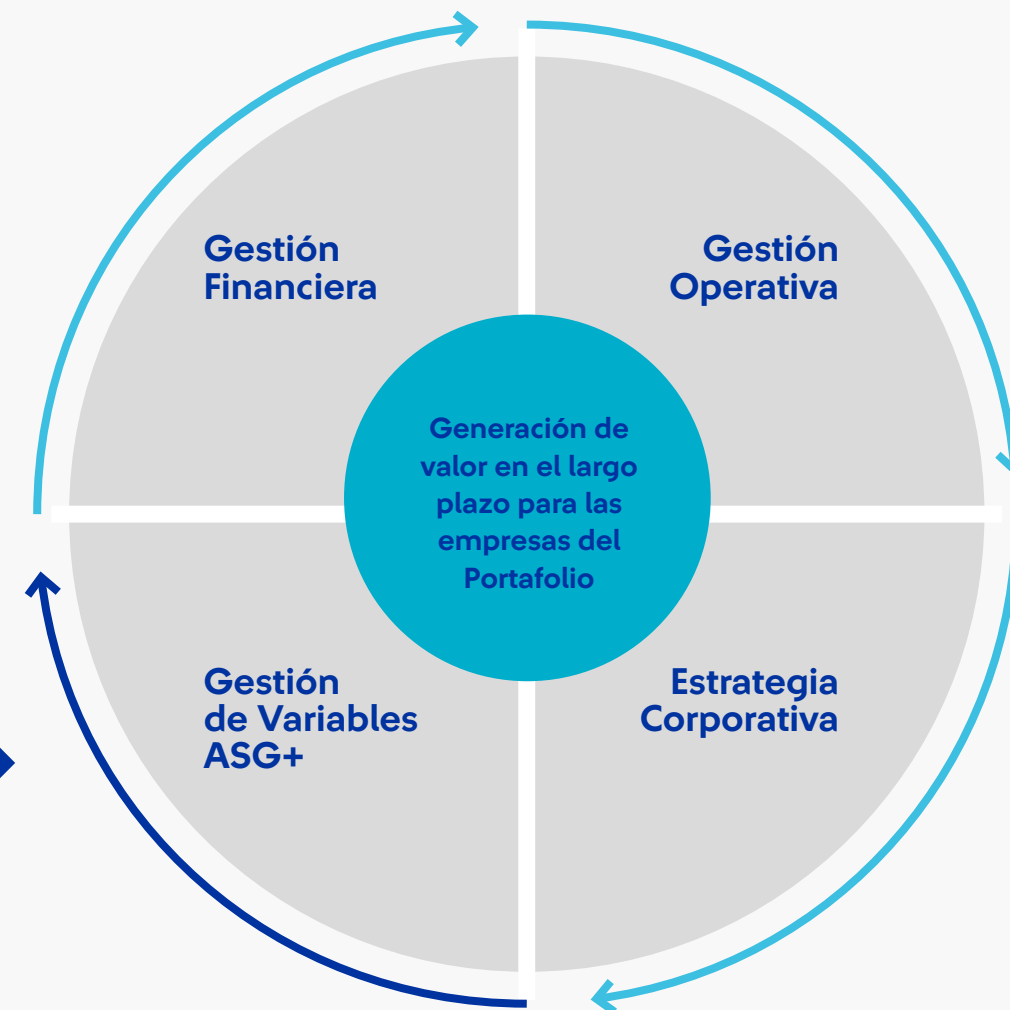 Gestión
Financiera
Gestión
Operativa
Generación de
valor en el largo
plazo para las
empresas del
Portafolio
Gestión
de Variables
ASG+
Estrategia
Corporativa